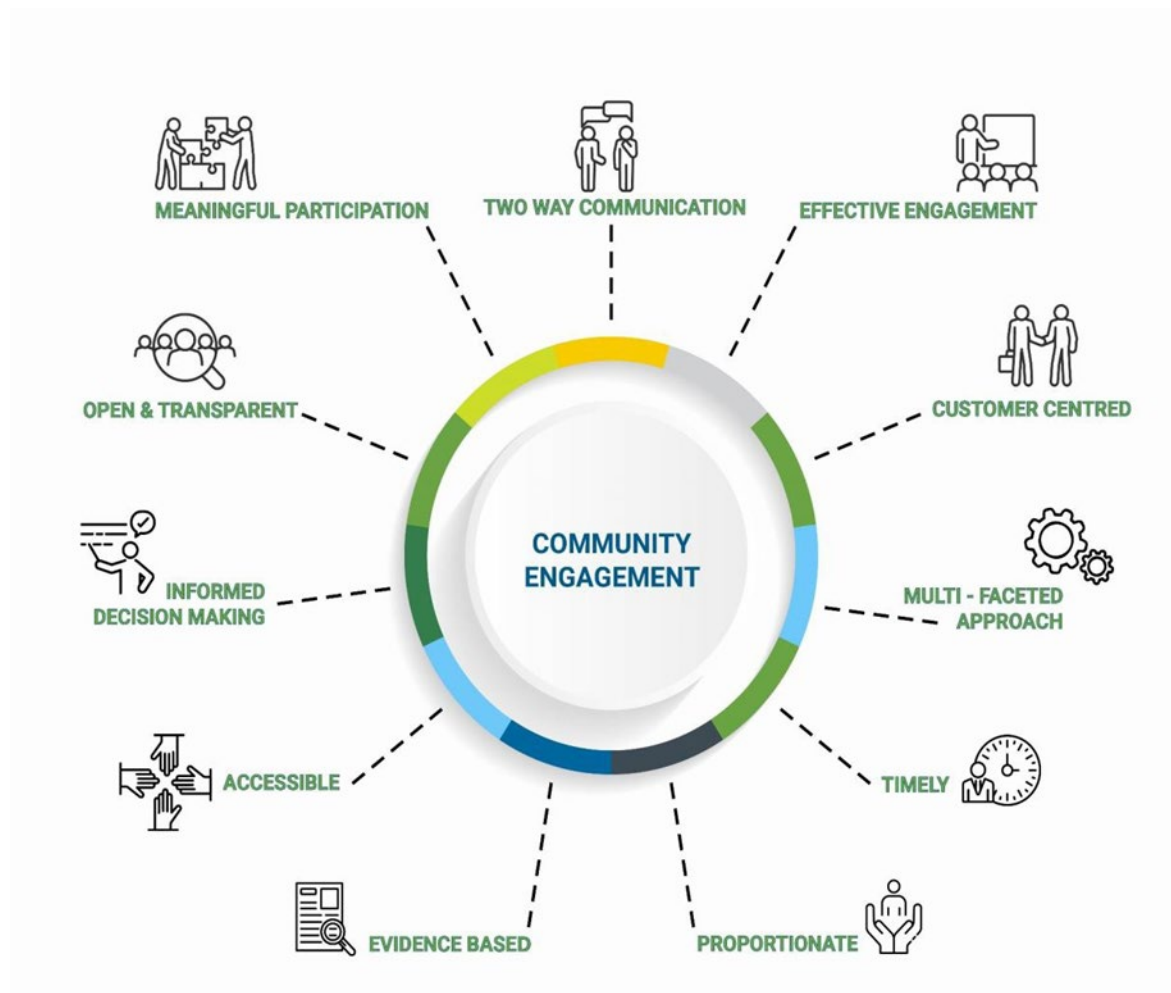 MEANINGFUL PARTICIPATION
TWO WAY COMMUNICATION
EFFECTIVE ENGAGEMENT
OPEN & TRANSPARENT
CUSTOMER CENTRED
COMMUNITY
ENGAGEMENT
INFORMED
DECISION MAKING
MULTI - FACETED
APPROACH
ACCESSIBLE
TIMELY
EVIDENCE BASED
PROPORTIONATE